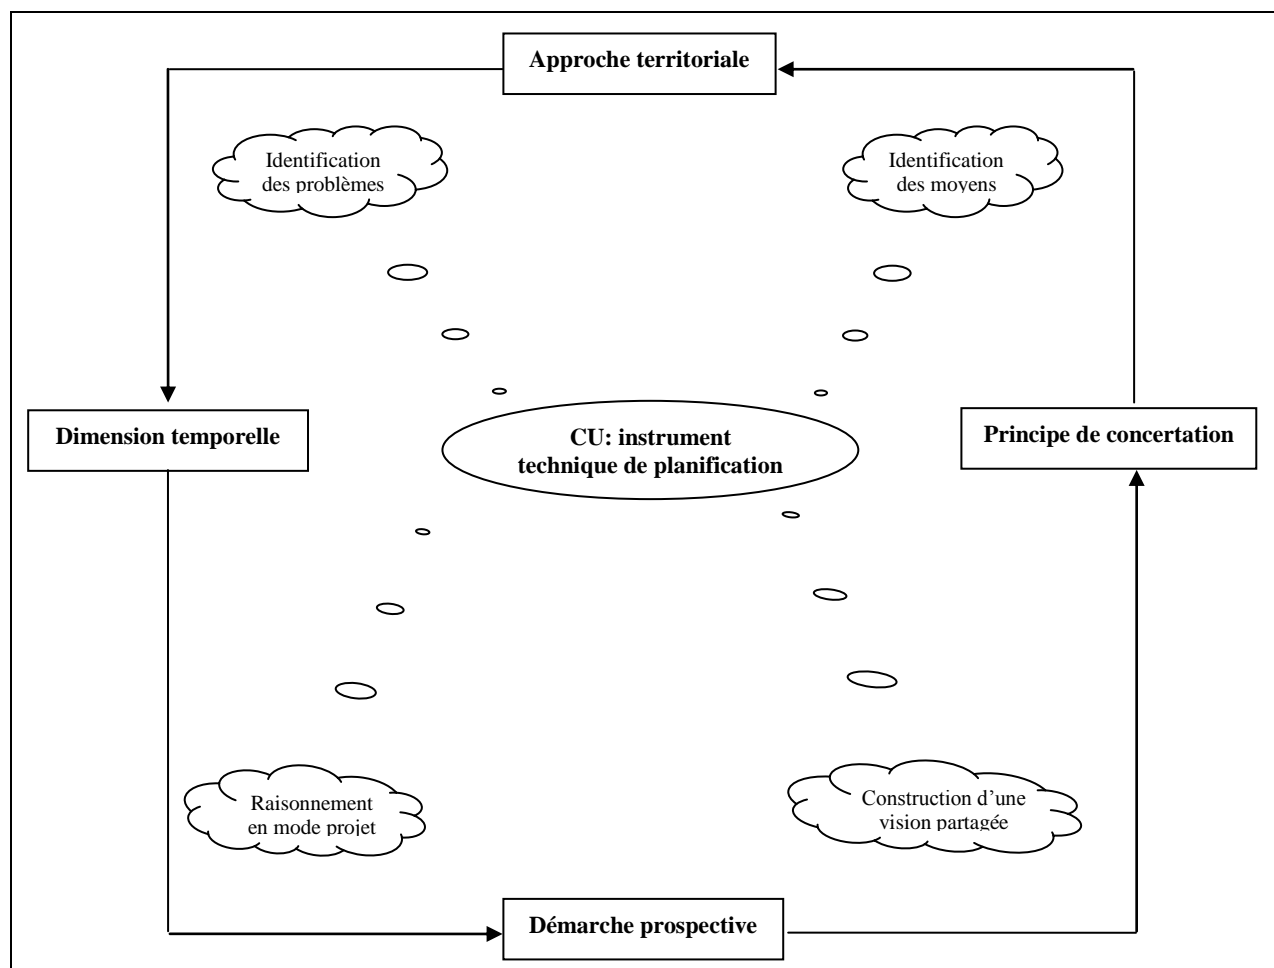 Approche territoriale
Identification
des problèmes
Identification
des moyens
Dimension temporelle
CU: instrument
technique de planification
Principe de concertation
Raisonnement
en mode projet
Construction d’une
vision partagée
Démarche prospective